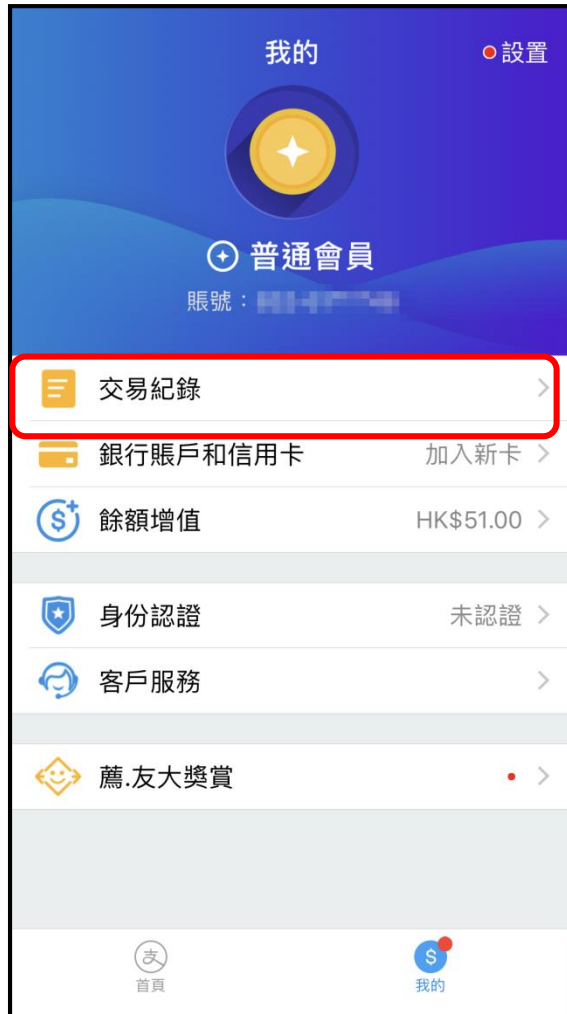 我的
設置
普通會員
賬號：
交易紀錄
銀行賬戶和信用卡 加入新卡
餘額增值 HK$51.00
身份認證 未認證
客戶服務
薦.友大獎賞
首頁
我的